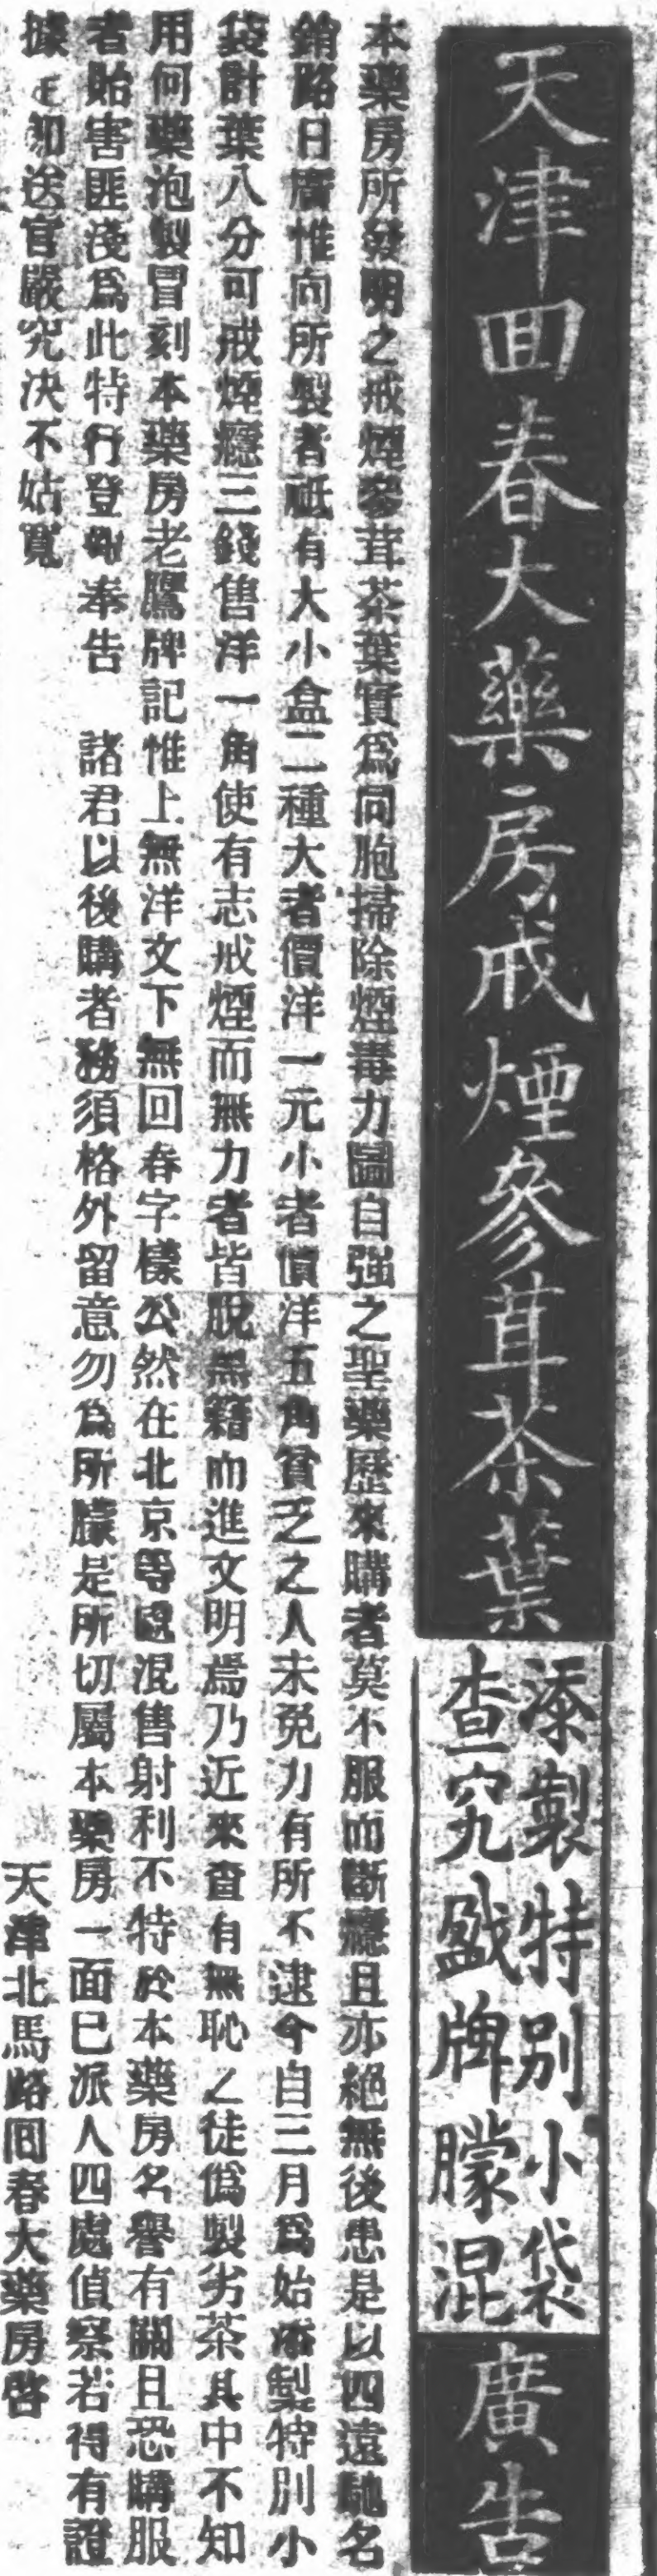 天津回春大藥房戒煙參茸茶葉
添製特別小袋
查究戤牌朦混
廣告
本藥房所發明之戒煙參茸茶葉實爲同胞掃除煙毒力圖自强之聖藥歷來購者莫不服而斷癮且亦絕無後患是以四遠馳名
銷路日廣惟向所製者祇有大小盒二種大者價洋一元小者價洋五角貧乏之人未免力有所不逮今自三月爲始添製特別小
袋計葉八分可戒煙癮三錢售洋一角使有志戒煙而無力者皆脫黑籍而進文明焉乃近來查有無恥之徒僞製劣茶其中不知
用何藥泡製冒刻本藥房老鷹牌記惟上無洋文下無回春字樣公然在北京等處混售射利不特於本藥房名譽有關且恐購服
者貽害匪淺爲此特行登報奉告 諸君以後購者務須格外留意勿爲所朦是所切屬本藥房一面已派人四處偵察若得有證
據定卽送官嚴究决不姑寬
天津北馬路回春大藥房啓